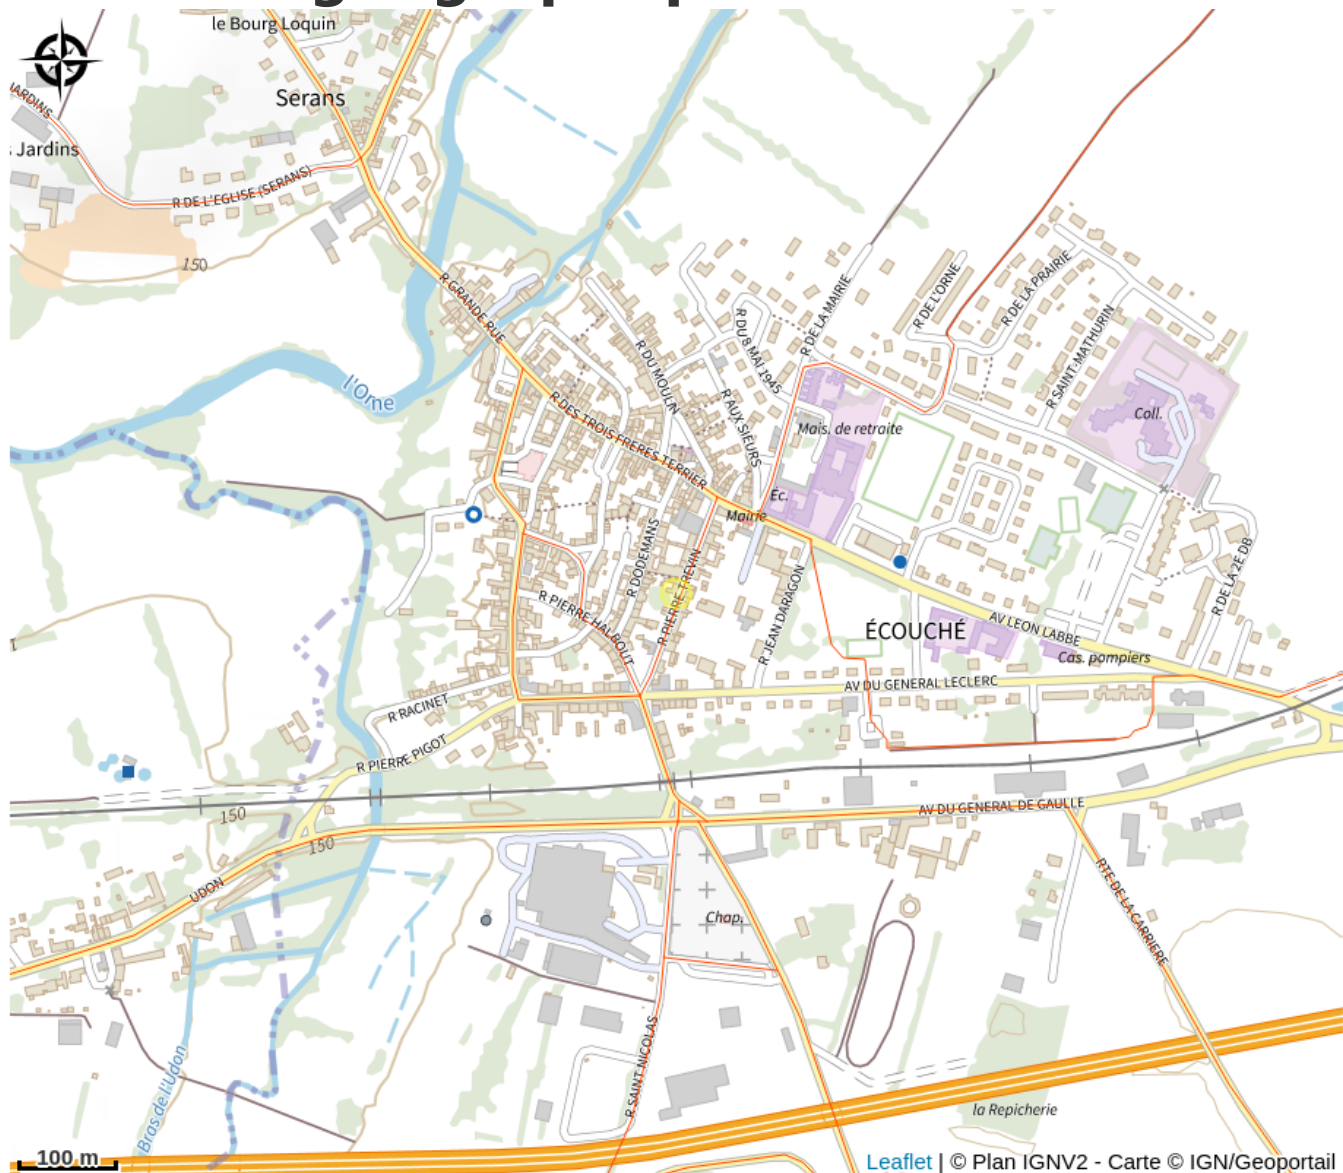 le Bourg Loquin
Serans
JARDINS
Jardins
R DE L'EGLISE (SERANS)
150
R GRANDE RUE
l'Orne
R DU MOULIN
R DU 8 MAI 1945
R DE LA MAIRIE
R DE L'ORNE
R DE LA PRAIRIE
R SAINT-MATHURIN
R AUX SIEURS
R DES TROIS FRERES TERRIER
Mais. de retraite
Coll.
Éc.
Mairie
R DODEMANS
R PIERRE TREVIN
R PIERRE HALBOUT
R JEAN DARAGON
R DE LA 2E DB
ÉCOUCHÉ
AV LEON LABBE
Cas. pompiers
AV DU GENERAL LECLERC
R RACINET
R PIERRE PIGOT
150
150
AV DU GENERAL DE GAULLE
UDON
RTE DE LA CARRIERE
Chap.
R SAINT NICOLAS
Bras de l'Udon
la Repicherie
100 m
Leaflet | © Plan IGNV2 - Carte © IGN/Geoportail